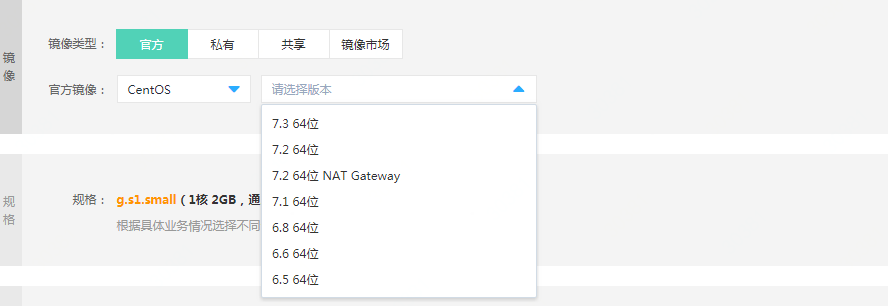 镜像
镜像类型： 官方 私有 共享 镜像市场
官方镜像： CentOS 请选择版本
7.3 64位
7.2 64位
7.2 64位 NAT Gateway
7.1 64位
6.8 64位
6.6 64位
6.5 64位
规格
规格： g.s1.small（1核 2GB，通
根据具体业务情况选择不同